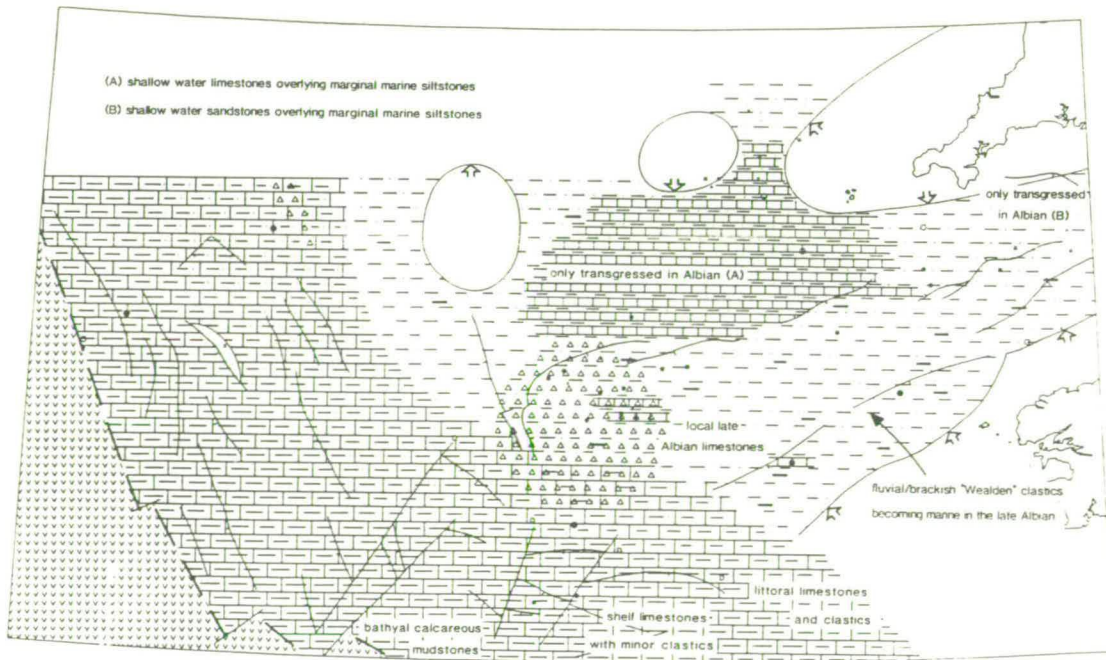 (A) shallow water limestones overlying marginal marine siltstones
(B) shallow water sandstones overlying marginal marine siltstones
only transgressed
in Albian (B)
only transgressed in Albian (A)
local late
Albian limestones
fluvial/brackish "Wealden" clastics
becoming marine in the late Albian
littoral limestones
and clastics
shelf limestones
with minor clastics
bathyal calcareous
mudstones